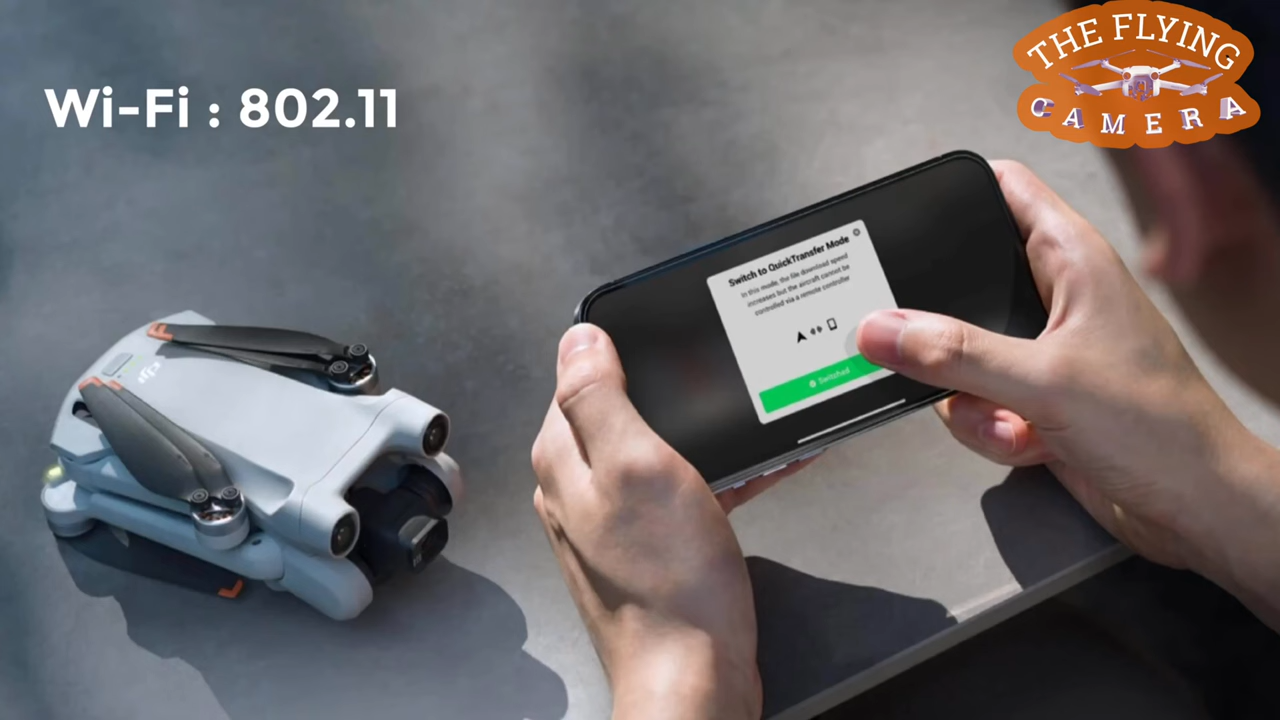 Wi-Fi : 802.11
THE FLYING
CAMERA
Switch to QuickTransfer Mode
In this mode, the file download speed
increases but the aircraft cannot be
controlled via a remote controller
Switched
dji